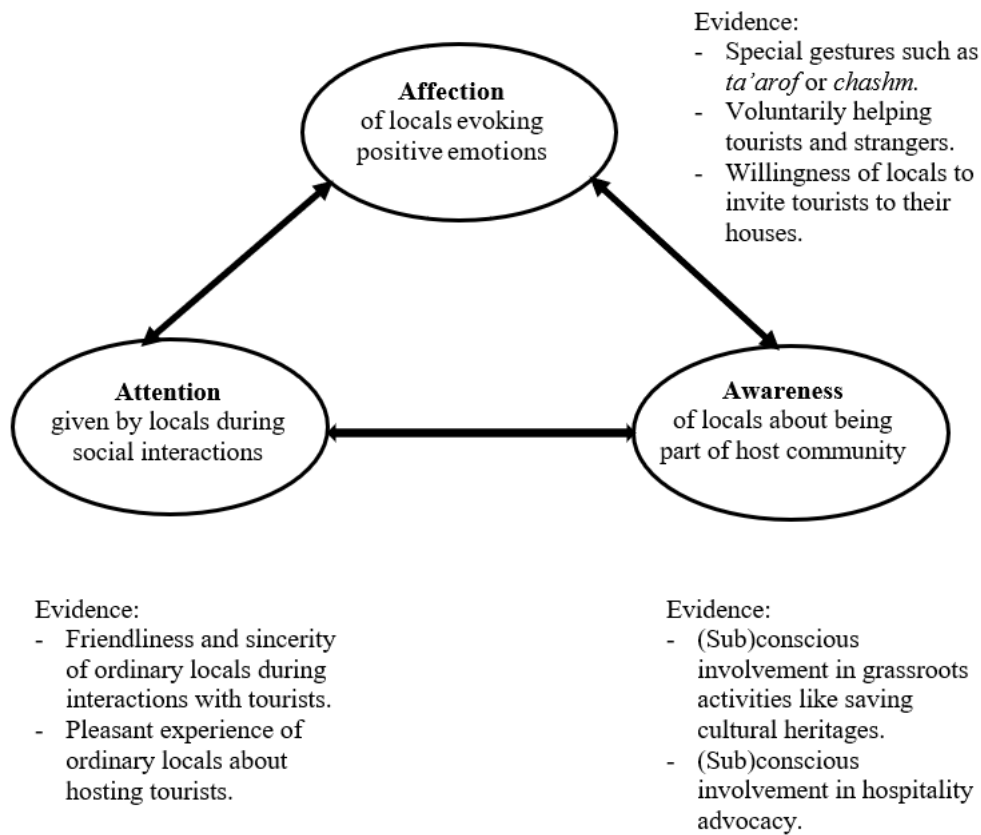 Affection
of locals evoking
positive emotions
Evidence:
- Special gestures such as
ta’arof or chashm.
- Voluntarily helping
tourists and strangers.
- Willingness of locals to
invite tourists to their
houses.
Attention
given by locals during
social interactions
Awareness
of locals about being
part of host community
Evidence:
- Friendliness and sincerity
of ordinary locals during
interactions with tourists.
- Pleasant experience of
ordinary locals about
hosting tourists.
Evidence:
- (Sub)conscious
involvement in grassroots
activities like saving
cultural heritages.
- (Sub)conscious
involvement in hospitality
advocacy.